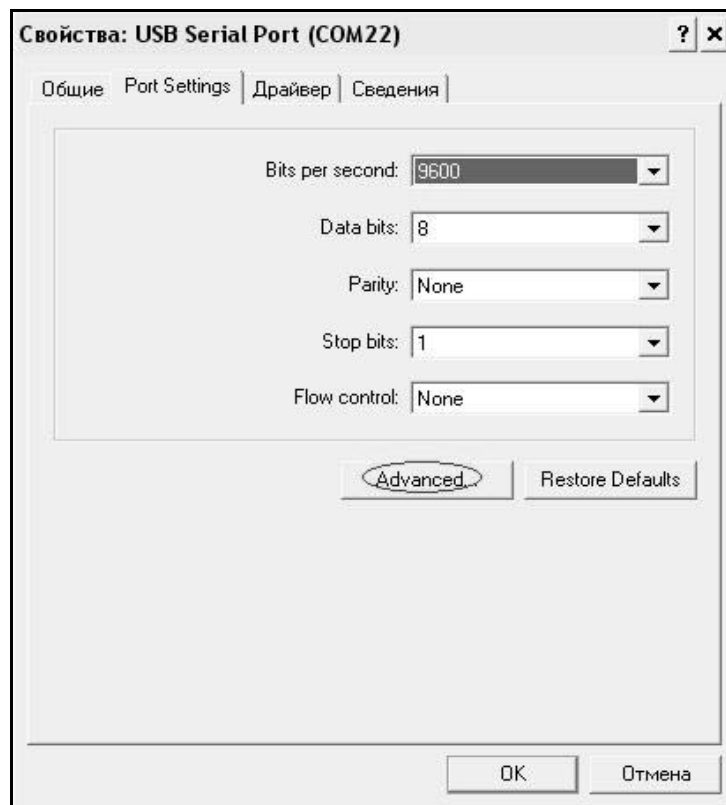 Свойства: USB Serial Port (COM22)
Общие Port Settings Драйвер Сведения
Bits per second: 9600
Data bits: 8
Parity: None
Stop bits: 1
Flow control: None
Advanced... Restore Defaults
OK Отмена